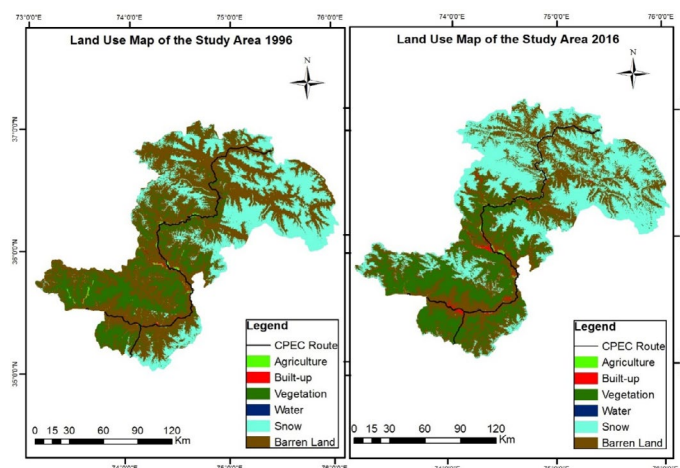 73°0'0"E 74°0'0"E 75°0'0"E 76°0'0"E
Land Use Map of the Study Area 1996
N
37°0'0"N
36°0'0"N
35°0'0"N
Legend
CPEC Route
Agriculture
Built-up
Vegetation
Water
Snow
Barren Land
0 15 30 60 90 120
Km
74°0'0"E 75°0'0"E 76°0'0"E
Land Use Map of the Study Area 2016
N
Legend
CPEC Route
Agriculture
Built-up
Vegetation
Water
Snow
Barren Land
0 15 30 60 90 120
Km